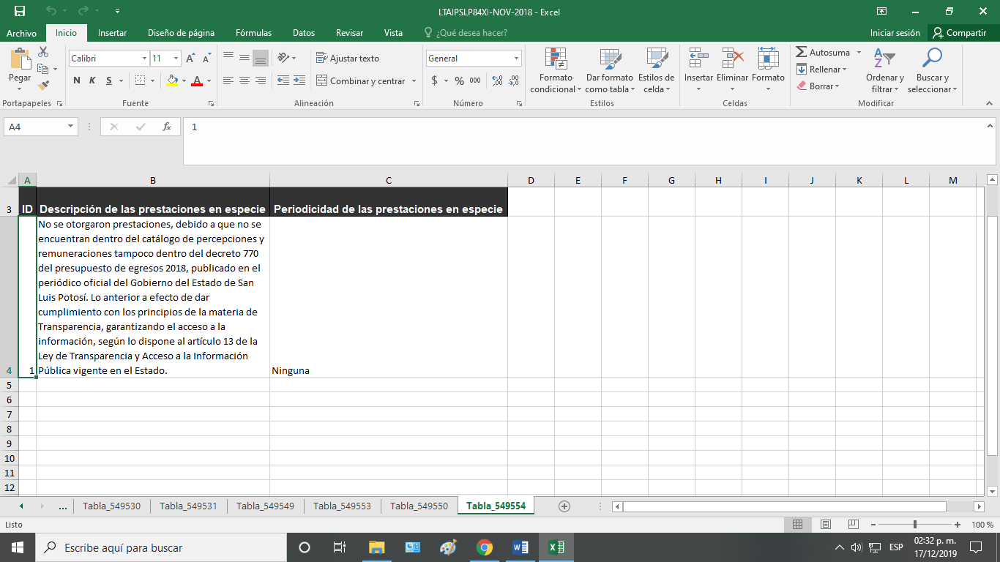 LTAIPSLP84XI-NOV-2018 - Excel
Archivo Inicio Insertar Diseño de página Fórmulas Datos Revisar Vista ¿Qué desea hacer? Iniciar sesión Compartir
Calibri 11 Ajustar texto General Autosuma
Pegar Formato condicional Dar formato como tabla Estilos de celda Insertar Eliminar Formato Rellenar Ordenar y filtrar Buscar y seleccionar
N K S Combinar y centrar $ % 000 Borrar
Portapapeles Fuente Alineación Número Estilos Celdas Modificar
A4 fx 1
A B C D E F G H I J K L M
3 ID Descripción de las prestaciones en especie Periodicidad de las prestaciones en especie
No se otorgaron prestaciones, debido a que no se
encuentran dentro del catálogo de percepciones y
remuneraciones tampoco dentro del decreto 770
del presupuesto de egresos 2018, publicado en el
periódico oficial del Gobierno del Estado de San
Luis Potosí. Lo anterior a efecto de dar
cumplimiento con los principios de la materia de
Transparencia, garantizando el acceso a la
información, según lo dispone al artículo 13 de la
Ley de Transparencia y Acceso a la Información
4 1 Pública vigente en el Estado. Ninguna
5
6
7
8
9
10
11
12
... Tabla_549530 Tabla_549531 Tabla_549549 Tabla_549553 Tabla_549550 Tabla_549554
Listo 100 %
Escribe aquí para buscar ESP 02:32 p. m.
17/12/2019